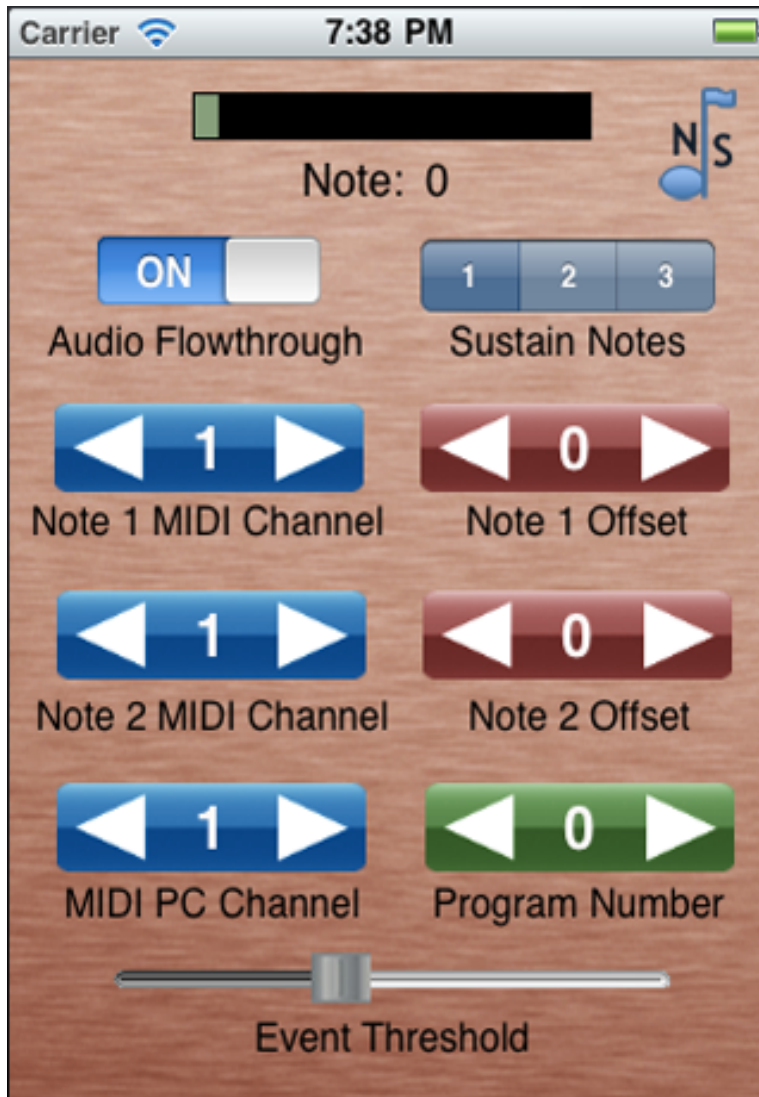 Carrier 7:38 PM
N S
Note: 0
ON 1 2 3
Audio Flowthrough Sustain Notes
1 0
Note 1 MIDI Channel Note 1 Offset
1 0
Note 2 MIDI Channel Note 2 Offset
1 0
MIDI PC Channel Program Number
Event Threshold